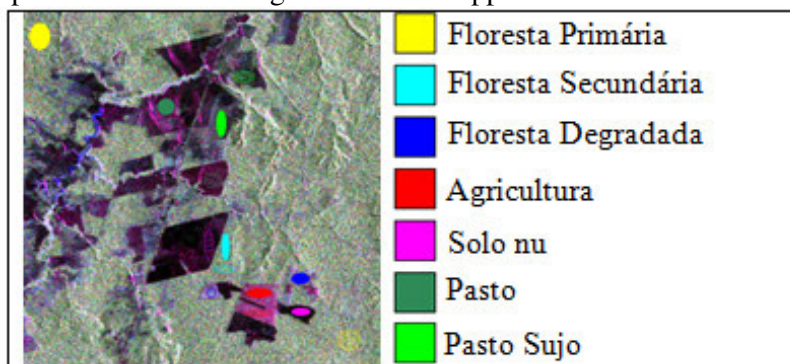 Floresta Primária
Floresta Secundária
Floresta Degradada
Agricultura
Solo nu
Pasto
Pasto Sujo